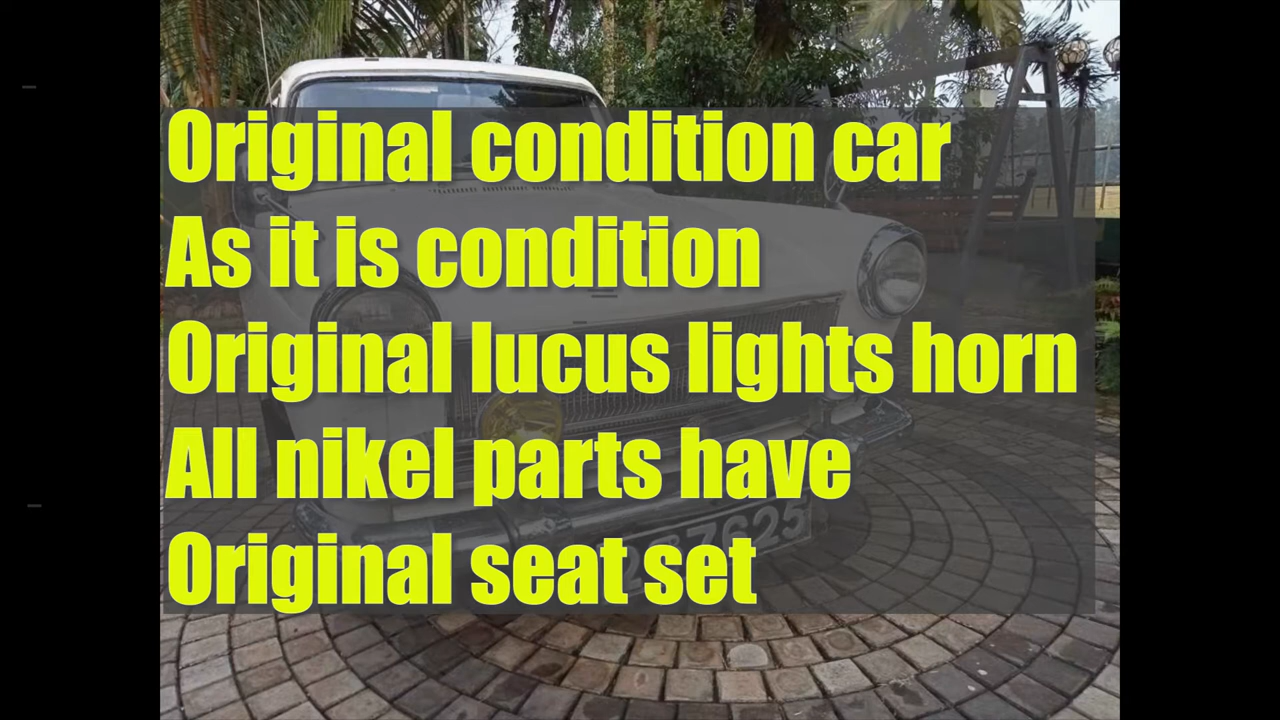 Original condition car
As it is condition
Original lucus lights horn
All nikel parts have
Original seat set